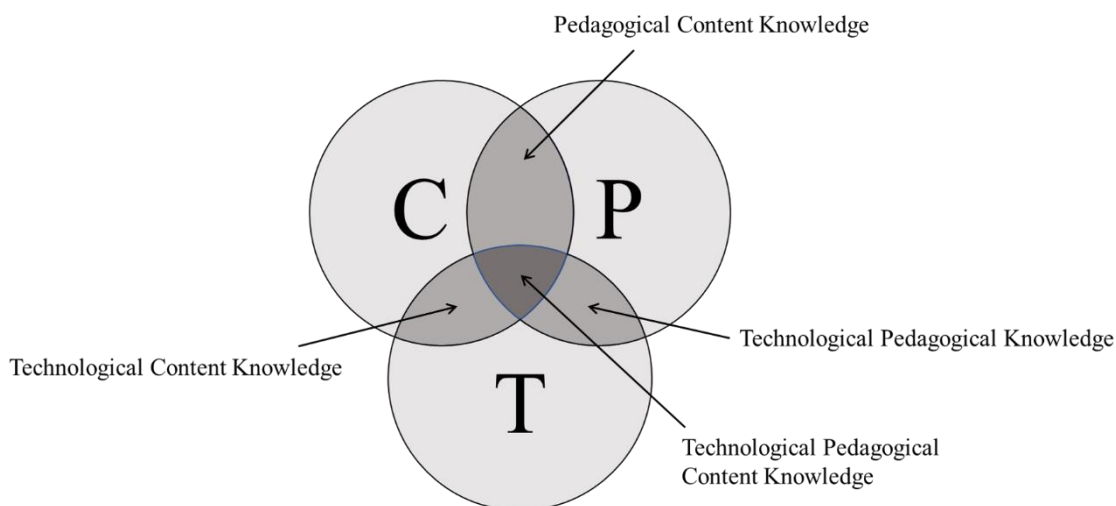 Pedagogical Content Knowledge
C
P
Technological Pedagogical Knowledge
Technological Content Knowledge
T
Technological Pedagogical
Content Knowledge